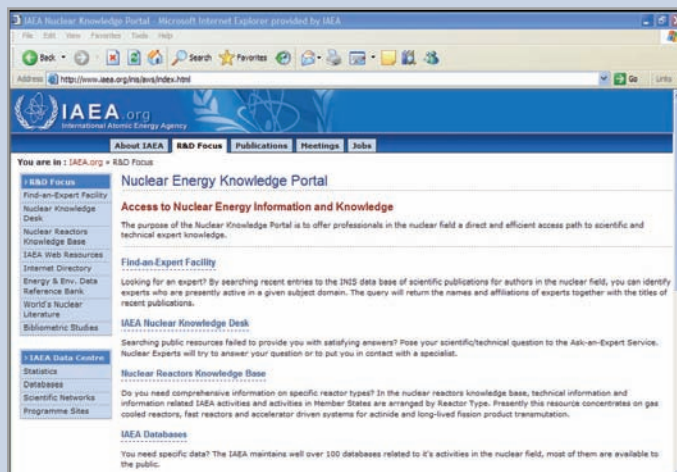 IAEA Nuclear Knowledge Portal - Microsoft Internet Explorer provided by IAEA
File Edit View Favorites Tools Help
Back Search Favorites
Address http://www.iaea.org/inis/aws/index.html Go Links
IAEA.org
International Atomic Energy Agency
About IAEA R&D Focus Publications Meetings Jobs
You are in : IAEA.org » R&D Focus
› R&D Focus
Find-an-Expert Facility
Nuclear Knowledge
Desk
Nuclear Reactors
Knowledge Base
IAEA Web Resources
Internet Directory
Energy & Env. Data
Reference Bank
World's Nuclear
Literature
Bibliometric Studies
› IAEA Data Centre
Statistics
Databases
Scientific Networks
Programme Sites
Nuclear Energy Knowledge Portal
Access to Nuclear Energy Information and Knowledge
The purpose of the Nuclear Knowledge Portal is to offer professionals in the nuclear field a direct and efficient access path to scientific and
technical expert knowledge.
Find-an-Expert Facility
Looking for an expert? By searching recent entries to the INIS data base of scientific publications for authors in the nuclear field, you can identify
experts who are presently active in a given subject domain. The query will return the names and affiliations of experts together with the titles of
recent publications.
IAEA Nuclear Knowledge Desk
Searching public resources failed to provide you with satisfying answers? Pose your scientific/technical question to the Ask-an-Expert Service.
Nuclear Experts will try to answer your question or to put you in contact with a specialist.
Nuclear Reactors Knowledge Base
Do you need comprehensive information on specific reactor types? In the nuclear reactors knowledge base, technical information and
information related IAEA activities and activities in Member States are arranged by Reactor Type. Presently this resource concentrates on gas
cooled reactors, fast reactors and accelerator driven systems for actinide and long-lived fission product transmutation.
IAEA Databases
You need specific data? The IAEA maintains well over 100 databases related to it's activities in the nuclear field, most of them are available to
the public.